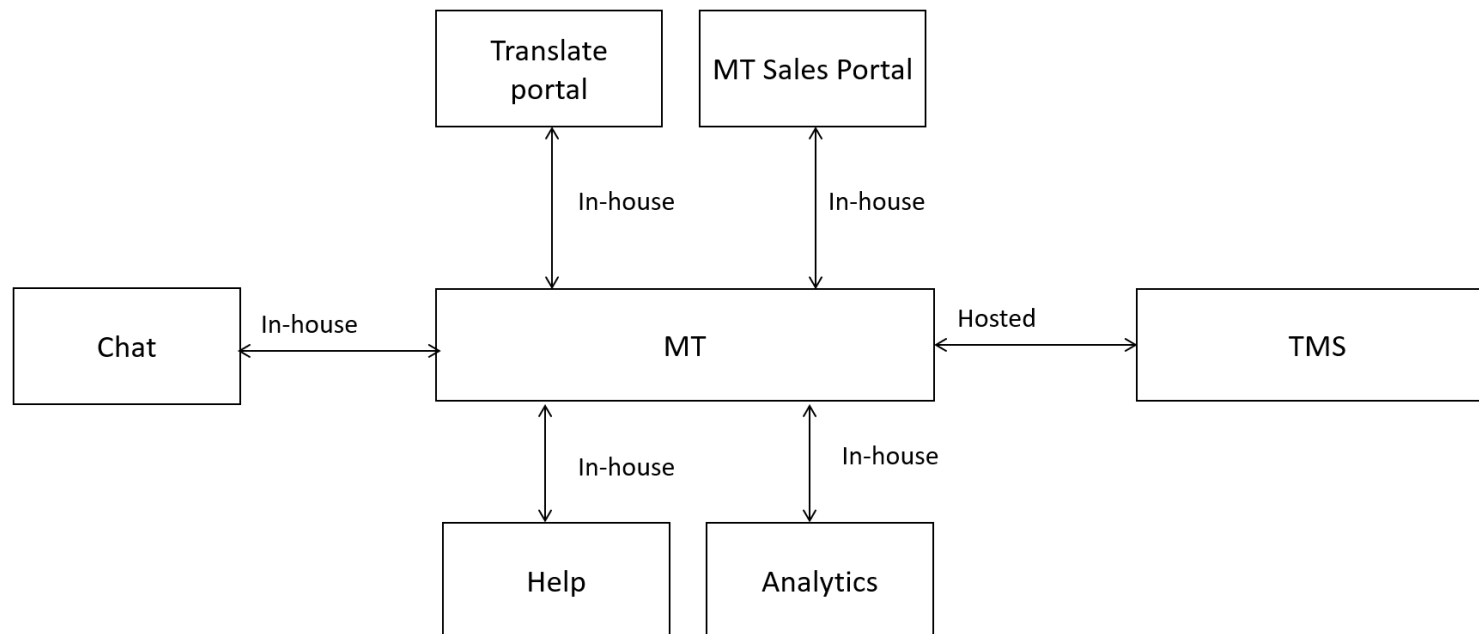 Translate
portal
MT Sales Portal
In-house
In-house
Chat
In-house
MT
Hosted
TMS
In-house
In-house
Help
Analytics